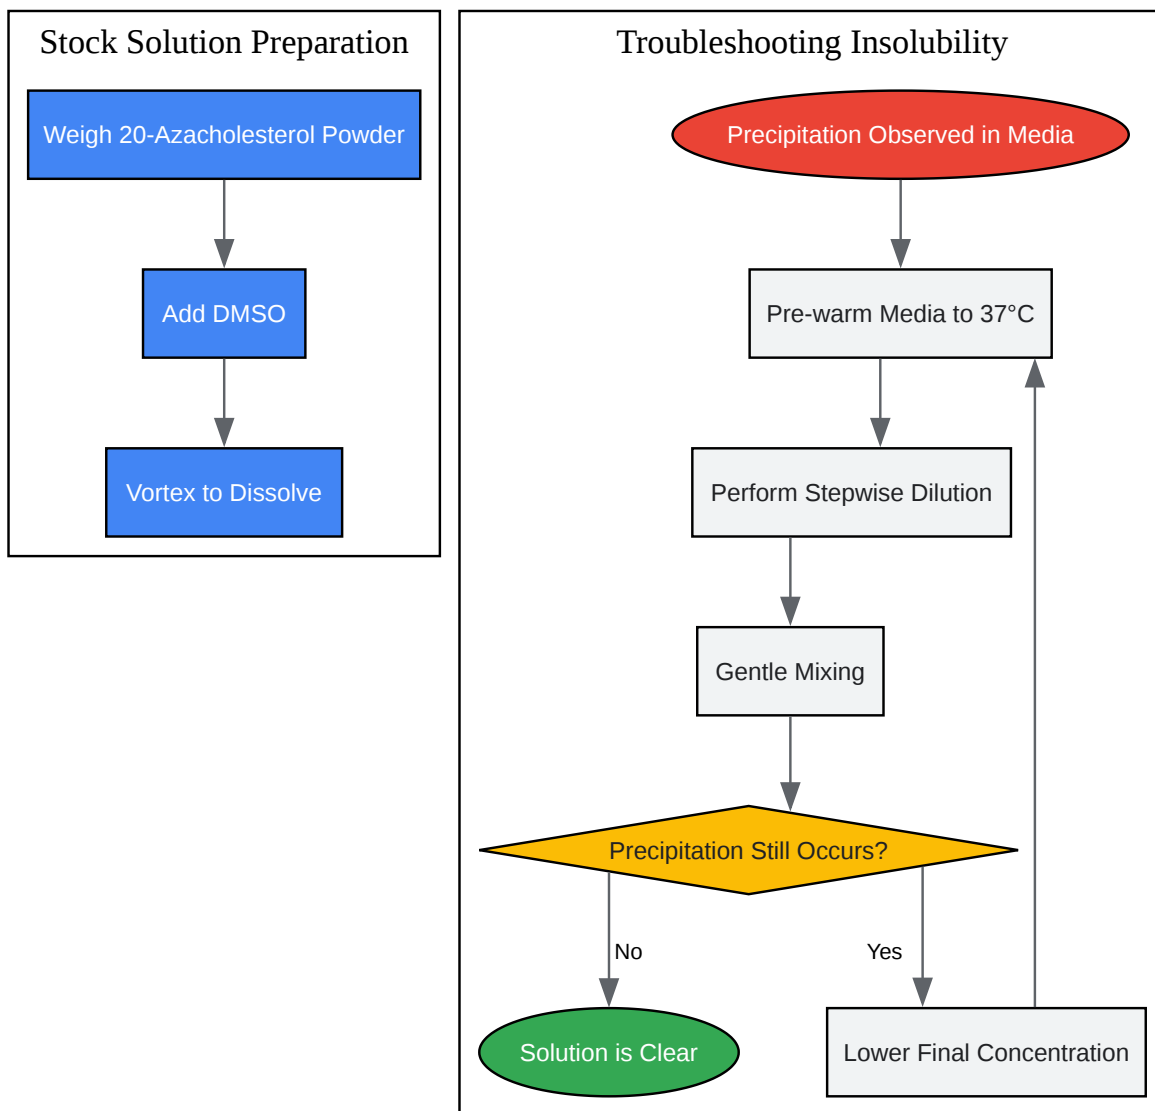 Stock Solution Preparation
Weigh 20-Azacholesterol Powder
Add DMSO
Vortex to Dissolve
Troubleshooting Insolubility
Precipitation Observed in Media
Pre-warm Media to 37°C
Perform Stepwise Dilution
Gentle Mixing
Precipitation Still Occurs?
No
Yes
Solution is Clear
Lower Final Concentration